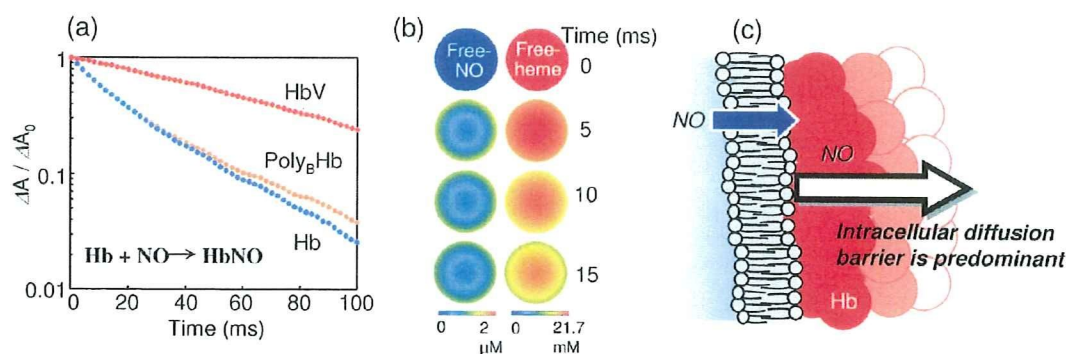 (a)
1
0.1
0.01
ΔA / ΔA₀
HbV
Poly_BHb
Hb
Hb + NO → HbNO
0 20 40 60 80 100
Time (ms)
(b)
Free-
NO
Free-
heme
Time (ms)
0
5
10
15
0 2
μM
0 21.7
mM
(c)
NO
NO
Intracellular diffusion
barrier is predominant
Hb